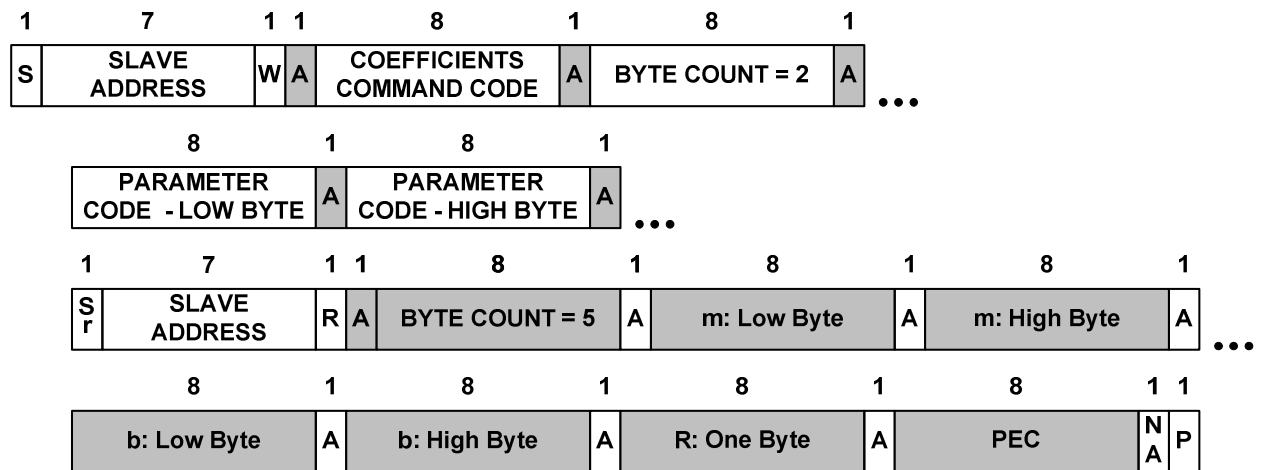 1 7 1 1 8 1 8 1
S SLAVE ADDRESS W A COEFFICIENTS COMMAND CODE A BYTE COUNT = 2 A •••
8 1 8 1
PARAMETER CODE - LOW BYTE A PARAMETER CODE - HIGH BYTE A •••
1 7 1 1 8 1 8 1 8 1
Sr SLAVE ADDRESS R A BYTE COUNT = 5 A m: Low Byte A m: High Byte A •••
8 1 8 1 8 1 8 1 1
b: Low Byte A b: High Byte A R: One Byte A PEC NA P